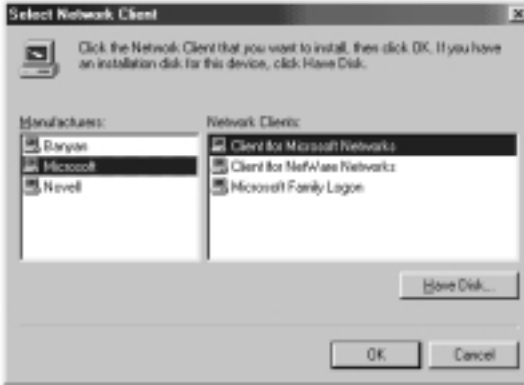 Select Network Client
Click the Network Client that you want to install, then click OK. If you have
an installation disk for this device, click Have Disk.
Manufacturers:
Banyan
Microsoft
Novell
Network Clients:
Client for Microsoft Networks
Client for NetWare Networks
Microsoft Family Logon
Have Disk...
OK
Cancel